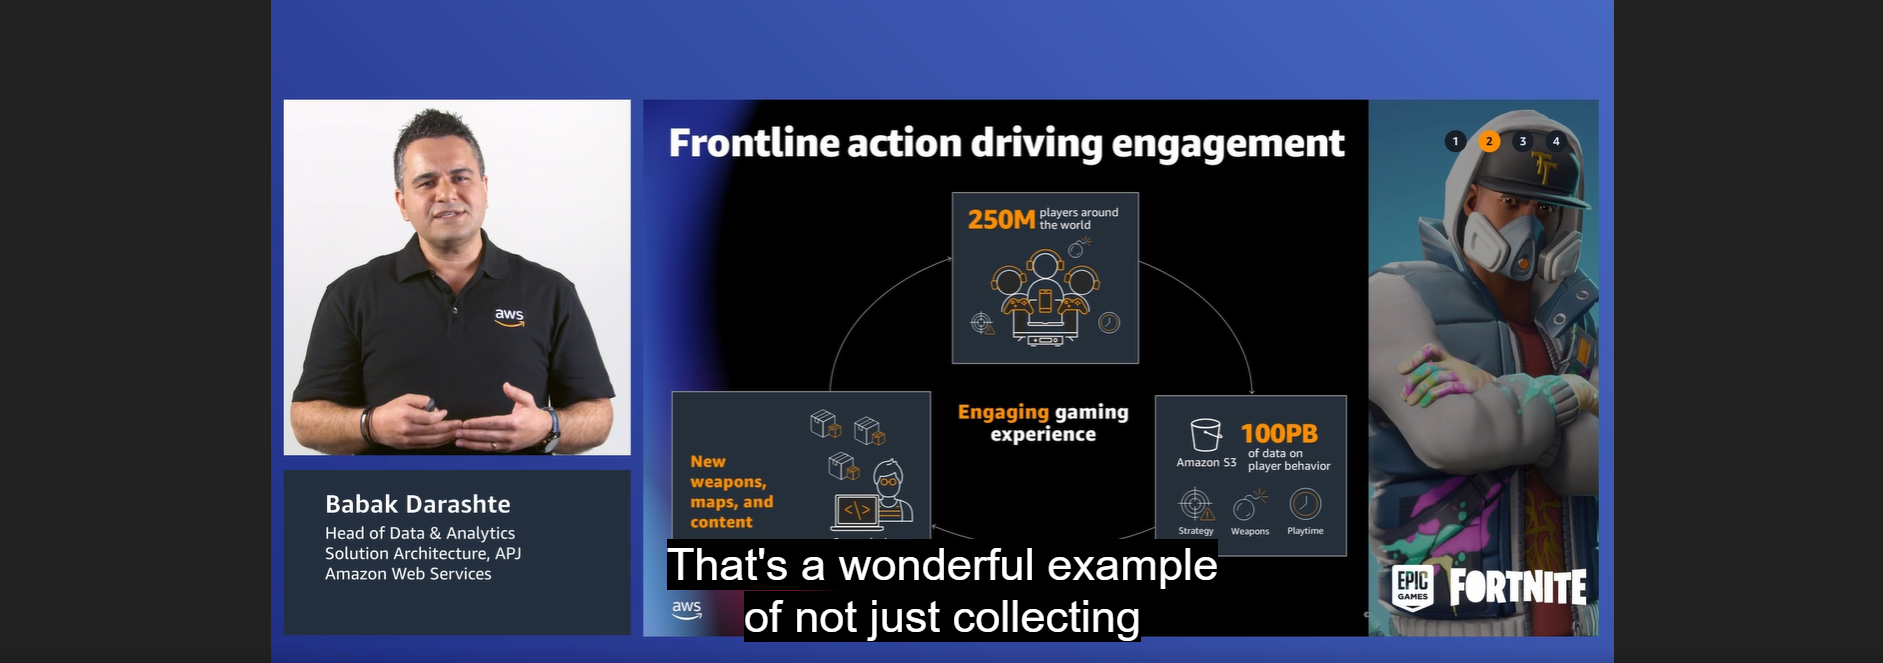 Frontline action driving engagement
1 2 3 4
TT
250M players around
the world
aws
Engaging gaming
experience
New
weapons,
maps, and
content
</>
100PB
of data on
player behavior
Amazon S3
Strategy Weapons Playtime
Babak Darashte
Head of Data & Analytics
Solution Architecture, APJ
Amazon Web Services
That's a wonderful example
of not just collecting
aws
EPIC
GAMES
FORTNITE